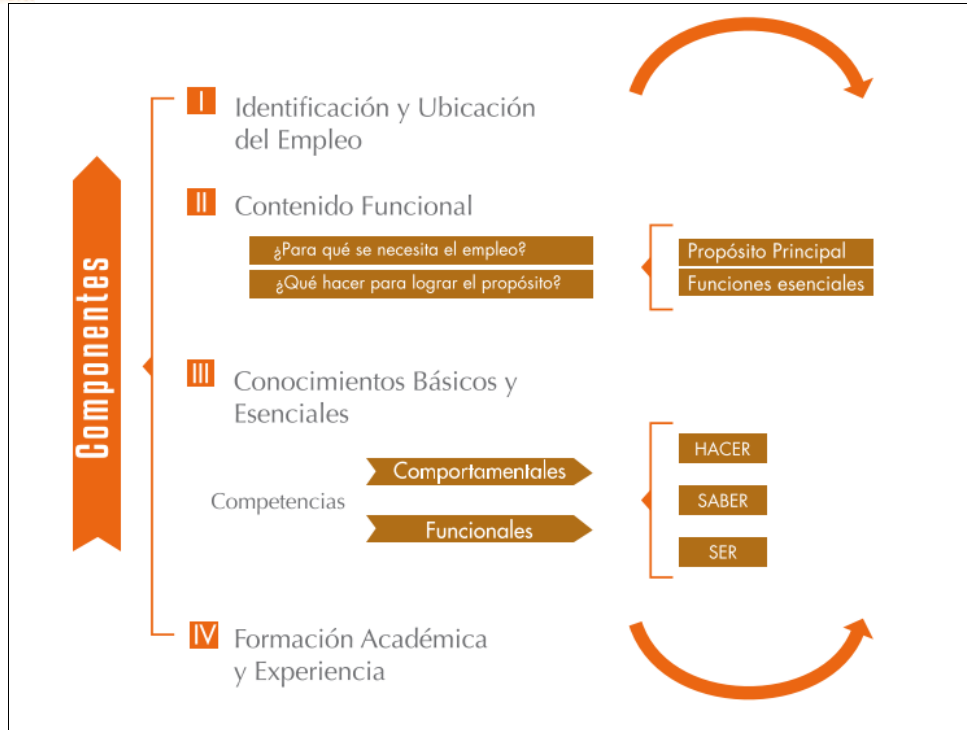 Componentes
I
Identificación y Ubicación
del Empleo
II
Contenido Funcional
¿Para qué se necesita el empleo?
¿Qué hacer para lograr el propósito?
Propósito Principal
Funciones esenciales
III
Conocimientos Básicos y
Esenciales
Competencias
Comportamentales
Funcionales
HACER
SABER
SER
IV
Formación Académica
y Experiencia